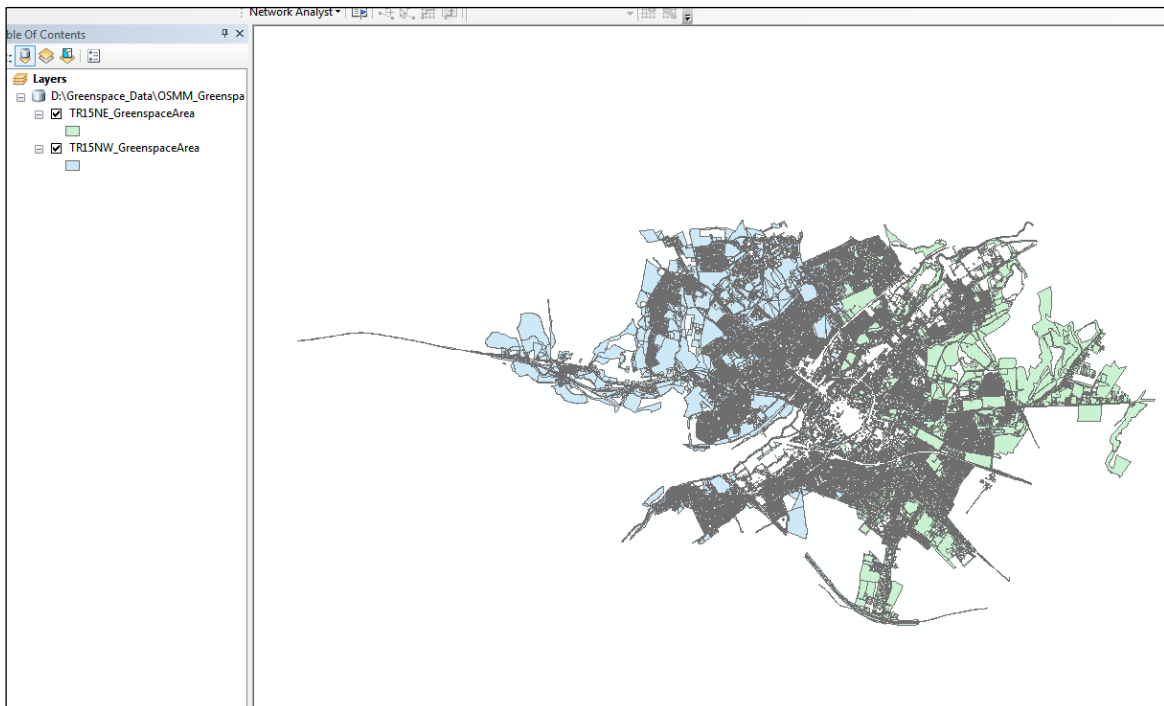 Network Analyst
ble Of Contents
Layers
D:\Greenspace_Data\OSMM_Greenspa
TR15NE_GreenspaceArea
TR15NW_GreenspaceArea